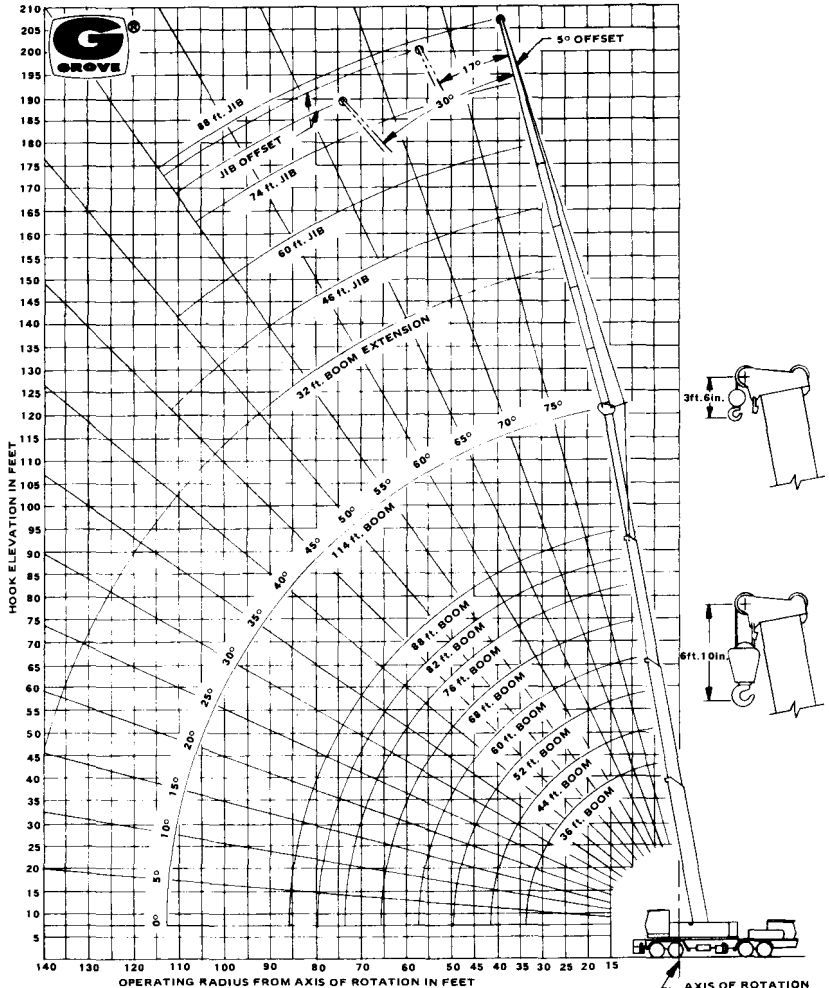 G®
GROVE
210
205
200
195
190
185
180
175
170
165
160
155
150
145
140
135
130
125
120
115
110
105
100
95
90
85
80
75
70
65
60
55
50
45
40
35
30
25
20
15
10
5
HOOK ELEVATION IN FEET
5° OFFSET
17°
30°
88 ft. JIB
JIB OFFSET
74 ft. JIB
60 ft. JIB
46 ft. JIB
32 ft. BOOM EXTENSION
75°
70°
65°
60°
55°
50°
45°
40°
35°
30°
25°
20°
15°
10°
5°
0°
114 ft. BOOM
88 ft. BOOM
82 ft. BOOM
76 ft. BOOM
68 ft. BOOM
60 ft. BOOM
52 ft. BOOM
44 ft. BOOM
36 ft. BOOM
3ft.6in.
6ft.10in.
140 130 120 110 100 90 80 70 60 50 45 40 35 30 25 20 15
OPERATING RADIUS FROM AXIS OF ROTATION IN FEET
AXIS OF ROTATION